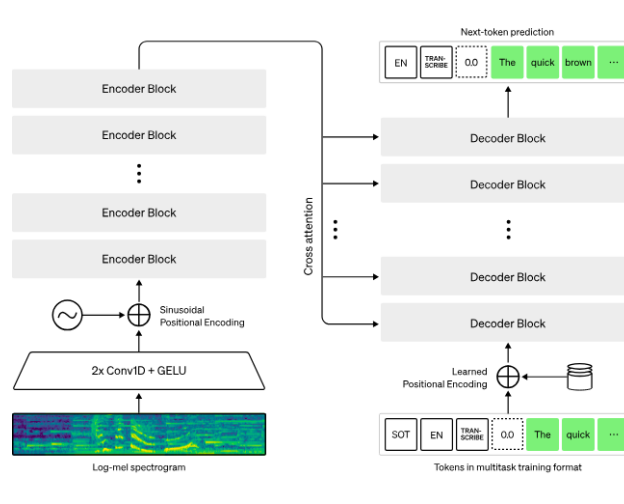 Next-token prediction
EN
TRAN-
SCRIBE
0.0
The
quick
brown
...
Encoder Block
Encoder Block
Encoder Block
Encoder Block
Sinusoidal
Positional Encoding
2x Conv1D + GELU
Log-mel spectrogram
Cross attention
Decoder Block
Decoder Block
Decoder Block
Decoder Block
Learned
Positional Encoding
SOT
EN
TRAN-
SCRIBE
0.0
The
quick
...
Tokens in multitask training format